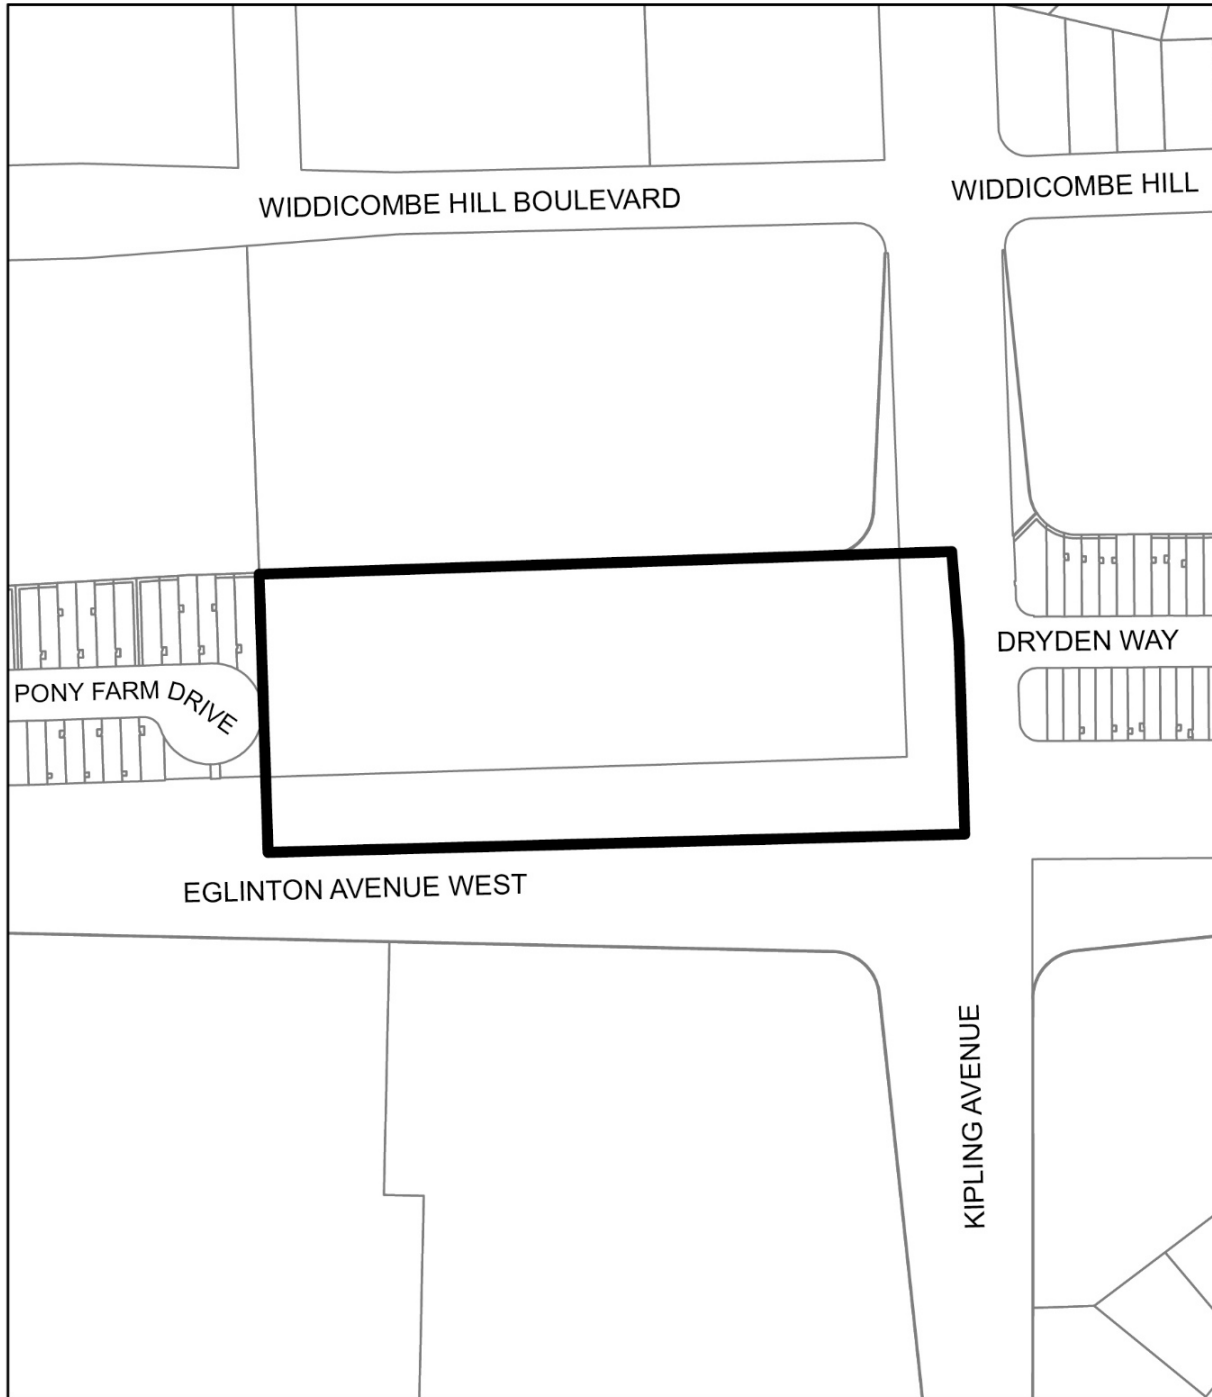 WIDDICOMBE HILL BOULEVARD
WIDDICOMBE HILL
DRYDEN WAY
PONY FARM DRIVE
EGLINTON AVENUE WEST
KIPLING AVENUE